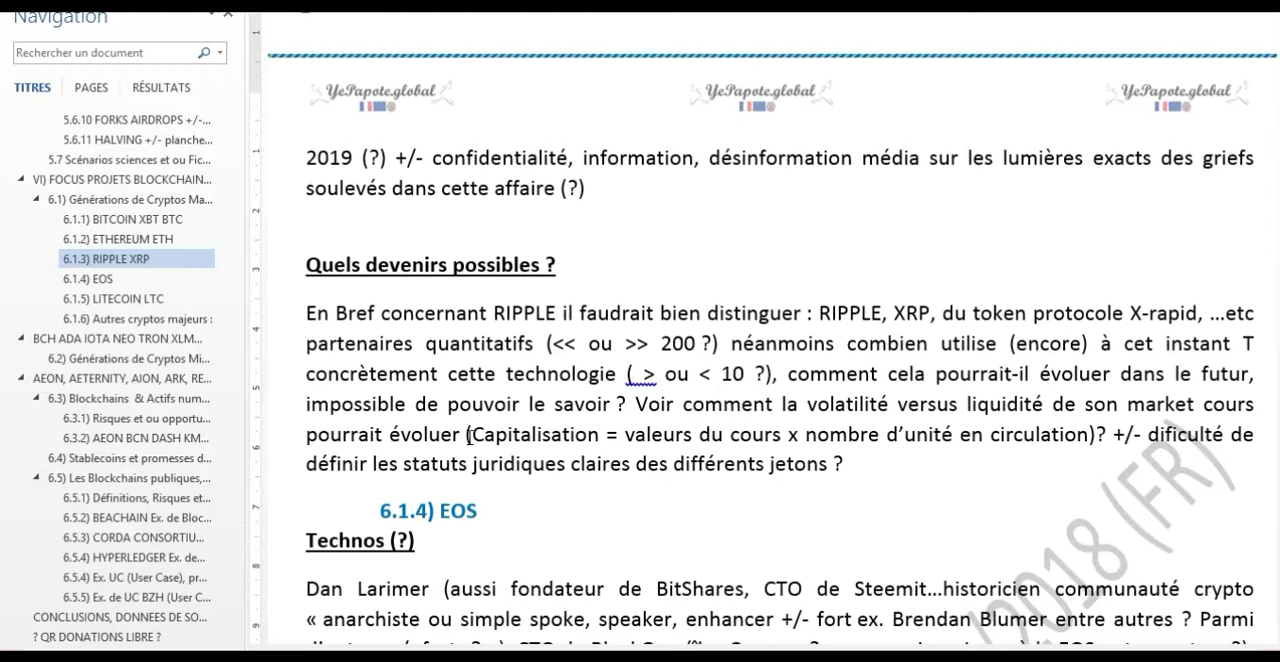 Navigation
Rechercher un document
TITRES PAGES RÉSULTATS
5.6.10 FORKS AIRDROPS +/-...
5.6.11 HALVING +/- planche...
5.7 Scénarios sciences et ou Fic...
VI) FOCUS PROJETS BLOCKCHAIN...
6.1) Générations de Cryptos Ma...
6.1.1) BITCOIN XBT BTC
6.1.2) ETHEREUM ETH
6.1.3) RIPPLE XRP
6.1.4) EOS
6.1.5) LITECOIN LTC
6.1.6) Autres cryptos majeurs :
BCH ADA IOTA NEO TRON XLM...
6.2) Générations de Cryptos Mi...
AEON, AETERNITY, AION, ARK, RE...
6.3) Blockchains & Actifs num...
6.3.1) Risques et ou opportu...
6.3.2) AEON BCN DASH KM...
6.4) Stablecoins et promesses d...
6.5) Les Blockchains publiques,...
6.5.1) Définitions, Risques et...
6.5.2) BEACHAIN Ex. de Bloc...
6.5.3) CORDA CONSORTIU...
6.5.4) HYPERLEDGER Ex. de...
6.5.4) Ex. UC (User Case), pr...
6.5.5) Ex. de UC BZH (User C...
CONCLUSIONS, DONNEES DE SO...
? QR DONATIONS LIBRE ?
YePapote.global YePapote.global YePapote.global
2019 (?) +/- confidentialité, information, désinformation média sur les lumières exacts des griefs
soulevés dans cette affaire (?)
Quels devenirs possibles ?
En Bref concernant RIPPLE il faudrait bien distinguer : RIPPLE, XRP, du token protocole X-rapid, ...etc
partenaires quantitatifs (<< ou >> 200 ?) néanmoins combien utilise (encore) à cet instant T
concrètement cette technologie ( > ou < 10 ?), comment cela pourrait-il évoluer dans le futur,
impossible de pouvoir le savoir ? Voir comment la volatilité versus liquidité de son market cours
pourrait évoluer (Capitalisation = valeurs du cours x nombre d'unité en circulation)? +/- dificulté de
définir les statuts juridiques claires des différents jetons ?
6.1.4) EOS
Technos (?)
Dan Larimer (aussi fondateur de BitShares, CTO de Steemit...historicien communauté crypto
« anarchiste ou simple spoke, speaker, enhancer +/- fort ex. Brendan Blumer entre autres ? Parmi
/2018 (FR)